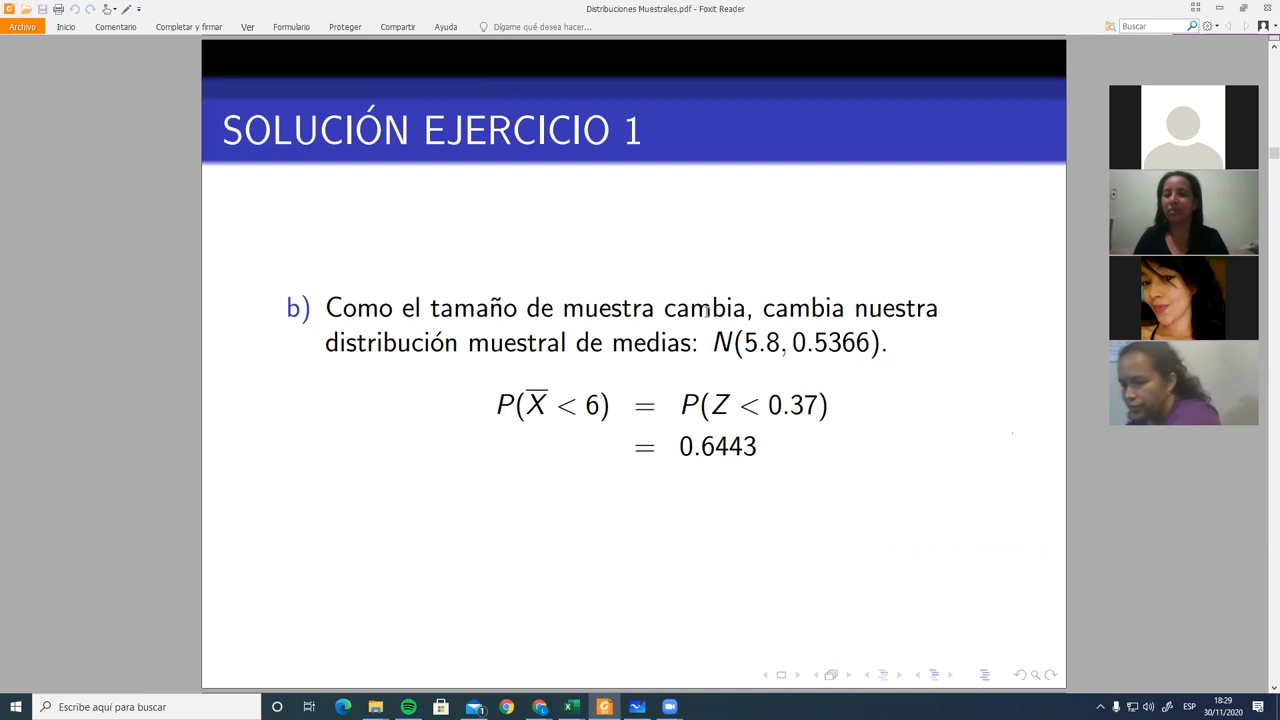 Distribuciones Muestrales.pdf - Foxit Reader
Archivo Inicio Comentario Completar y firmar Ver Formulario Proteger Compartir Ayuda Dígame qué desea hacer... Buscar
SOLUCIÓN EJERCICIO 1
b) Como el tamaño de muestra cambia, cambia nuestra
distribución muestral de medias: N(5.8, 0.5366).
P(X̅ < 6) = P(Z < 0.37)
= 0.6443
Escribe aquí para buscar
ESP
18:29
30/11/2020